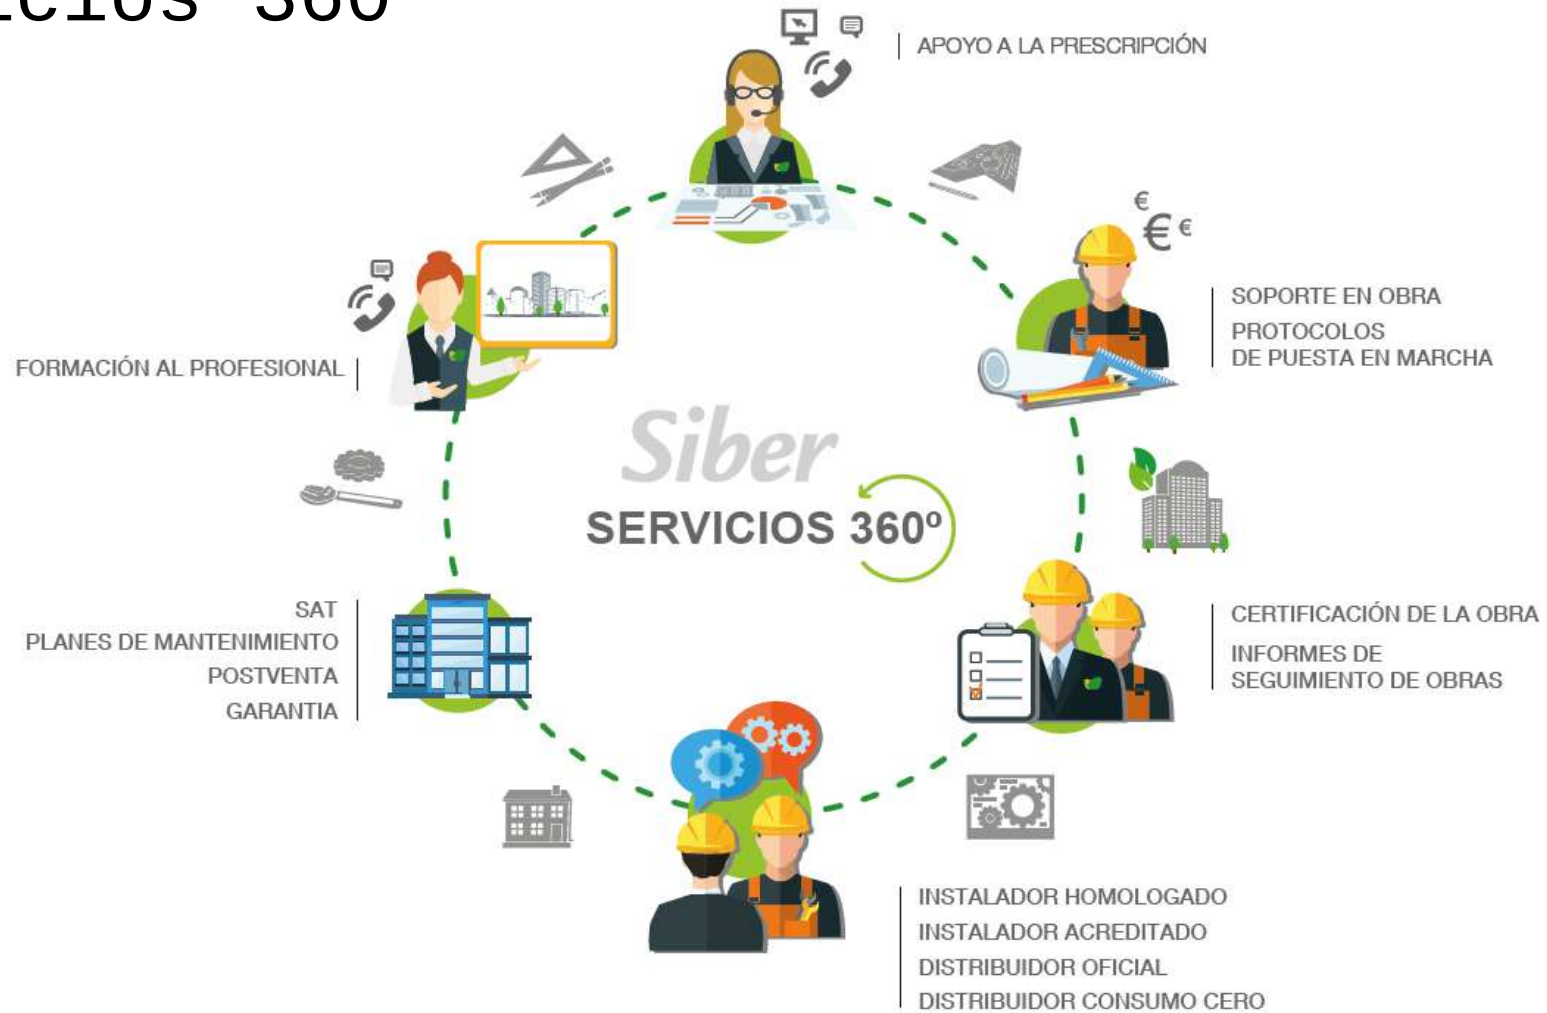 360
APOYO A LA PRESCRIPCIÓN
€
€ €
SOPORTE EN OBRA
PROTOCOLOS
DE PUESTA EN MARCHA
FORMACIÓN AL PROFESIONAL
Siber
SERVICIOS 360º
SAT
PLANES DE MANTENIMIENTO
POSTVENTA
GARANTIA
CERTIFICACIÓN DE LA OBRA
INFORMES DE
SEGUIMIENTO DE OBRAS
INSTALADOR HOMOLOGADO
INSTALADOR ACREDITADO
DISTRIBUIDOR OFICIAL
DISTRIBUIDOR CONSUMO CERO